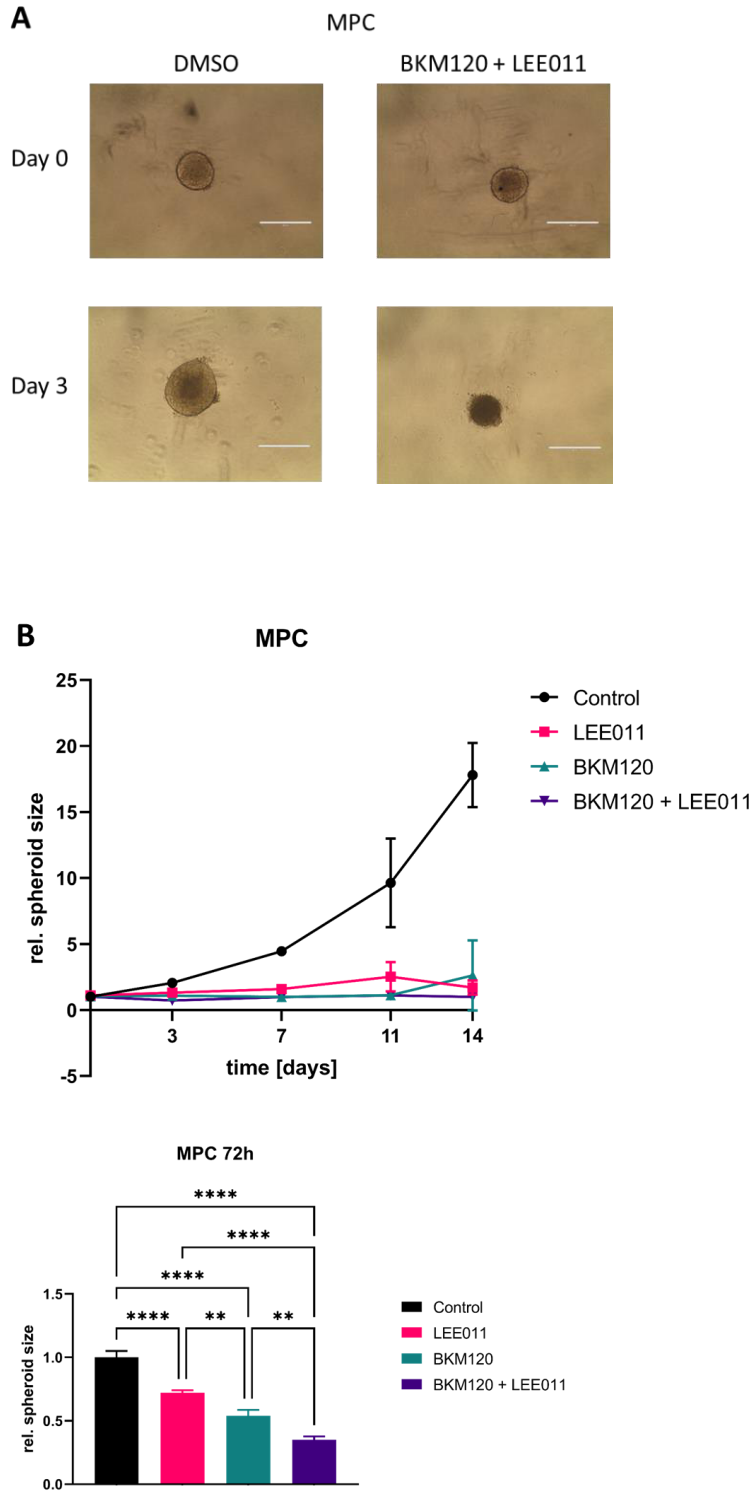 A
MPC
DMSO
BKM120 + LEE011
Day 0
Day 3
B
MPC
25
20
15
10
5
0
-5
rel. spheroid size
3
7
11
14
time [days]
Control
LEE011
BKM120
BKM120 + LEE011
MPC 72h
****
****
****
****
**
**
1.5
1.0
0.5
0.0
rel. spheroid size
Control
LEE011
BKM120
BKM120 + LEE011